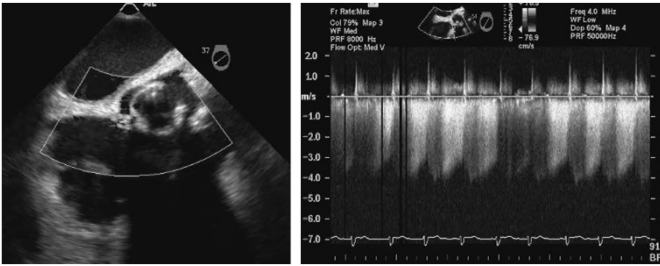 37
Fr Rate:Max
Col 79% Map 3
WF Med
PRF 8000 Hz
Flow Opt: Med V
- 76.9
cm/s
Freq 4.0 MHz
WF Low
Dop 60% Map 4
PRF 50000Hz
2.0
1.0
m/s
-1.0
-2.0
-3.0
-4.0
-5.0
-6.0
-7.0
91